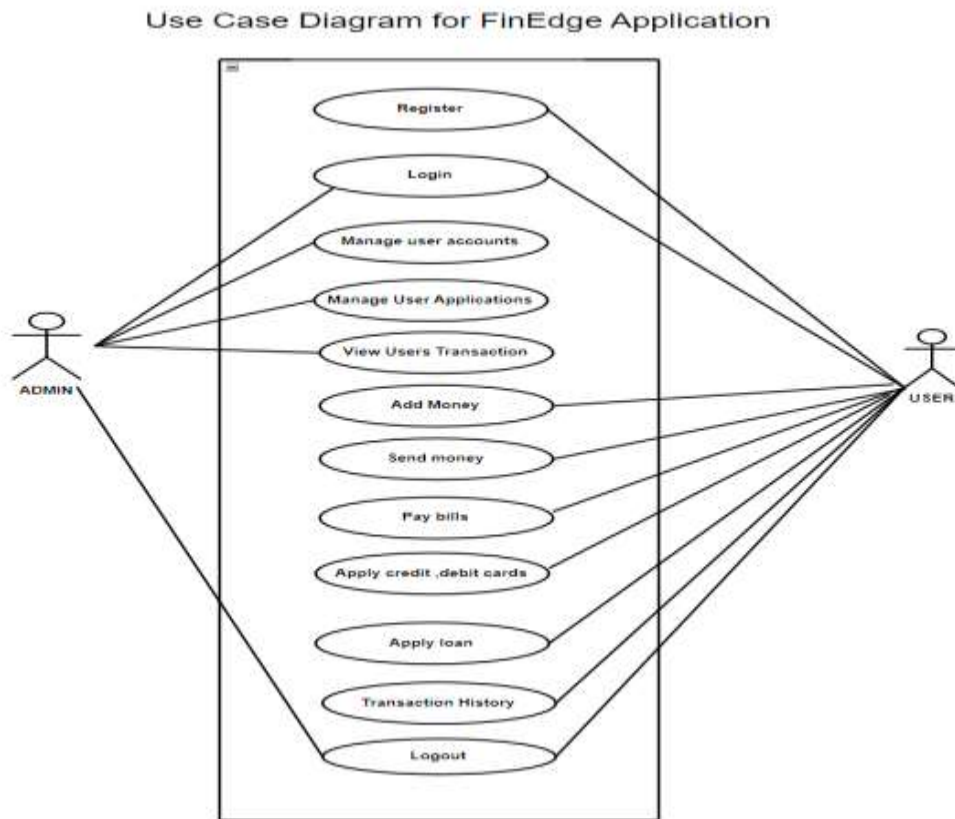 Use Case Diagram for FinEdge Application
Register
Login
Manage user accounts
Manage User Applications
View Users Transaction
ADMIN
USER
Add Money
Send money
Pay bills
Apply credit ,debit cards
Apply loan
Transaction History
Logout